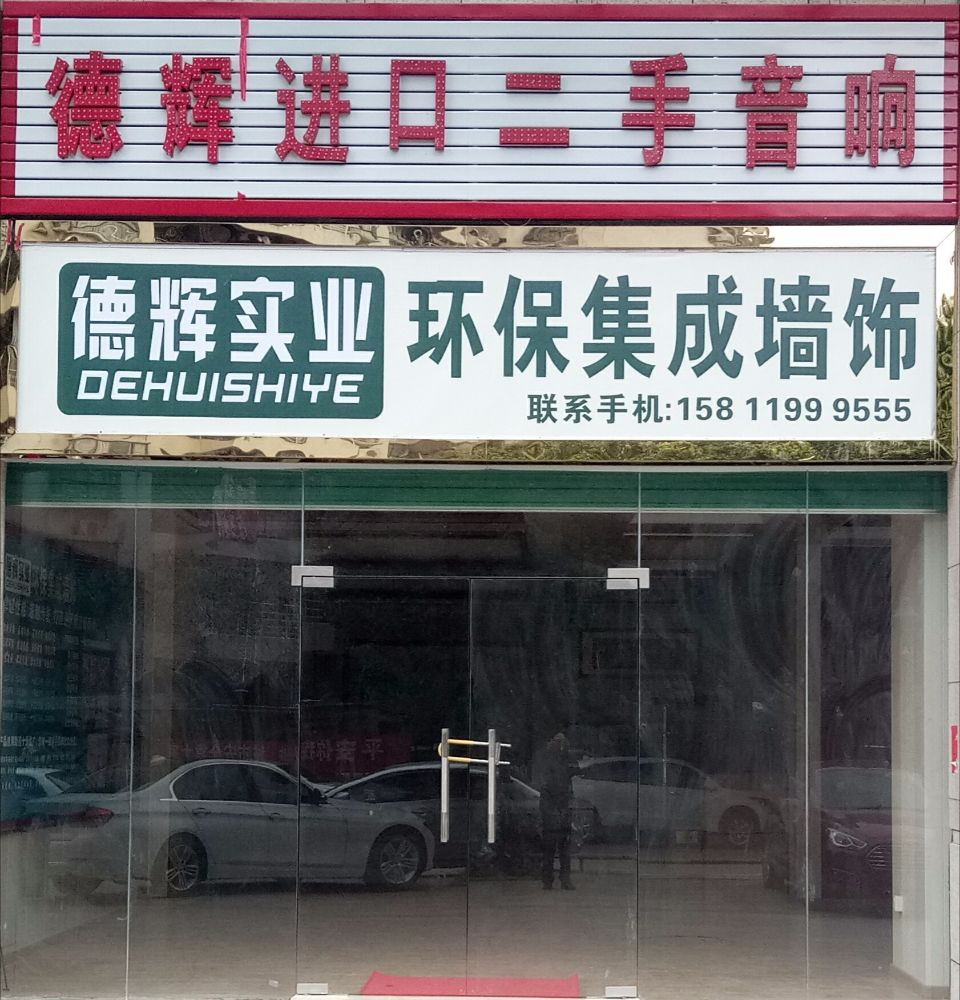 德辉进口二手音响
德辉实业
DEHUISHIYE
环保集成墙饰
联系手机:158 1199 9555